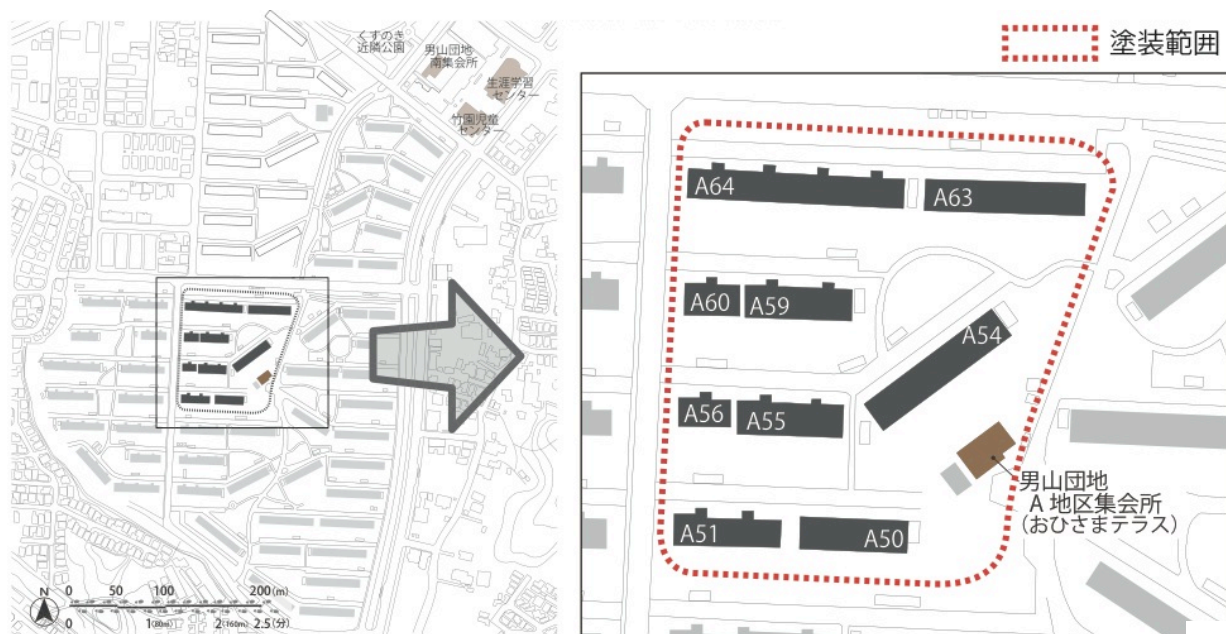 くすのき
近隣公園
男山団地
南集会所
生涯学習
センター
竹園児童
センター
N 0 50 100 200(m)
0 1(80m) 2(160m) 2.5(分)
塗装範囲
A64
A63
A60
A59
A54
A56
A55
A51
A50
男山団地
A 地区集会所
(おひさまテラス)